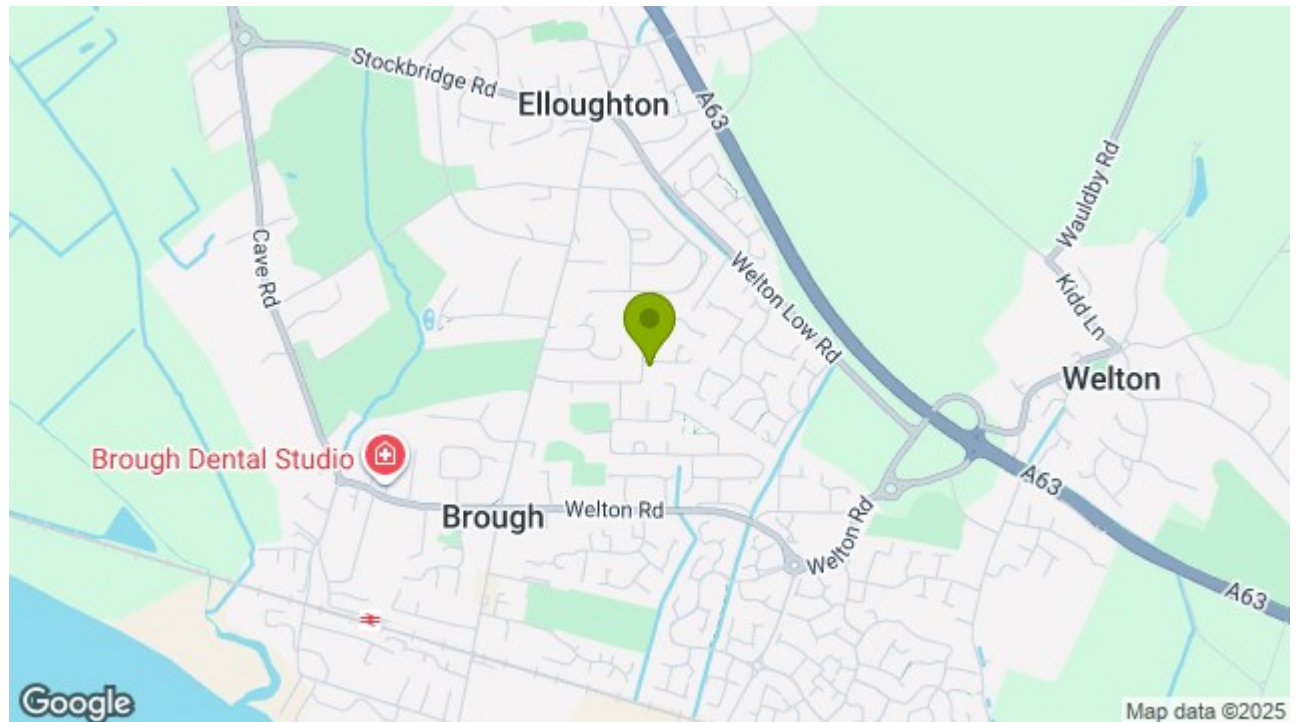 Stockbridge Rd
Elloughton
A63
Wauldby Rd
Cave Rd
Welton Low Rd
Kidd Ln
Welton
Brough Dental Studio
A63
Brough
Welton Rd
Welton Rd
A63
Google
Map data ©2025